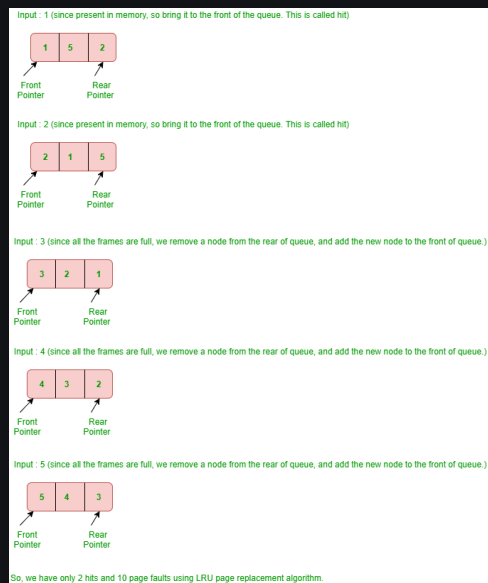 Input : 1 (since present in memory, so bring it to the front of the queue. This is called hit)
1 5 2
Front Pointer Rear Pointer
Input : 2 (since present in memory, so bring it to the front of the queue. This is called hit)
2 1 5
Front Pointer Rear Pointer
Input : 3 (since all the frames are full, we remove a node from the rear of queue, and add the new node to the front of queue.)
3 2 1
Front Pointer Rear Pointer
Input : 4 (since all the frames are full, we remove a node from the rear of queue, and add the new node to the front of queue.)
4 3 2
Front Pointer Rear Pointer
Input : 5 (since all the frames are full, we remove a node from the rear of queue, and add the new node to the front of queue.)
5 4 3
Front Pointer Rear Pointer
So, we have only 2 hits and 10 page faults using LRU page replacement algorithm.